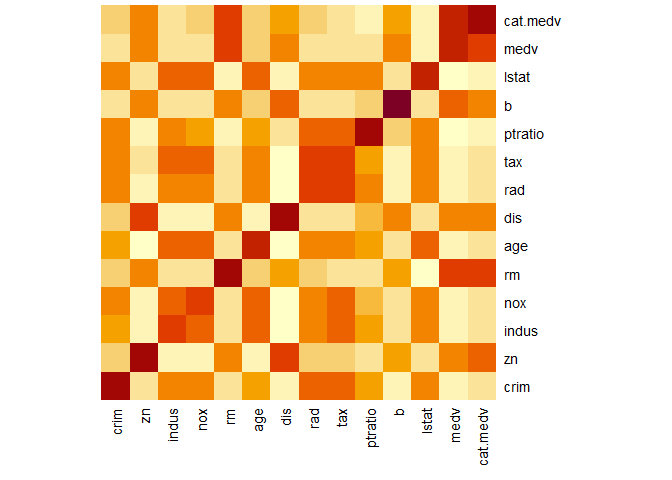 cat.medv
medv
lstat
b
ptratio
tax
rad
dis
age
rm
nox
indus
zn
crim
crim
zn
indus
nox
rm
age
dis
rad
tax
ptratio
b
lstat
medv
cat.medv